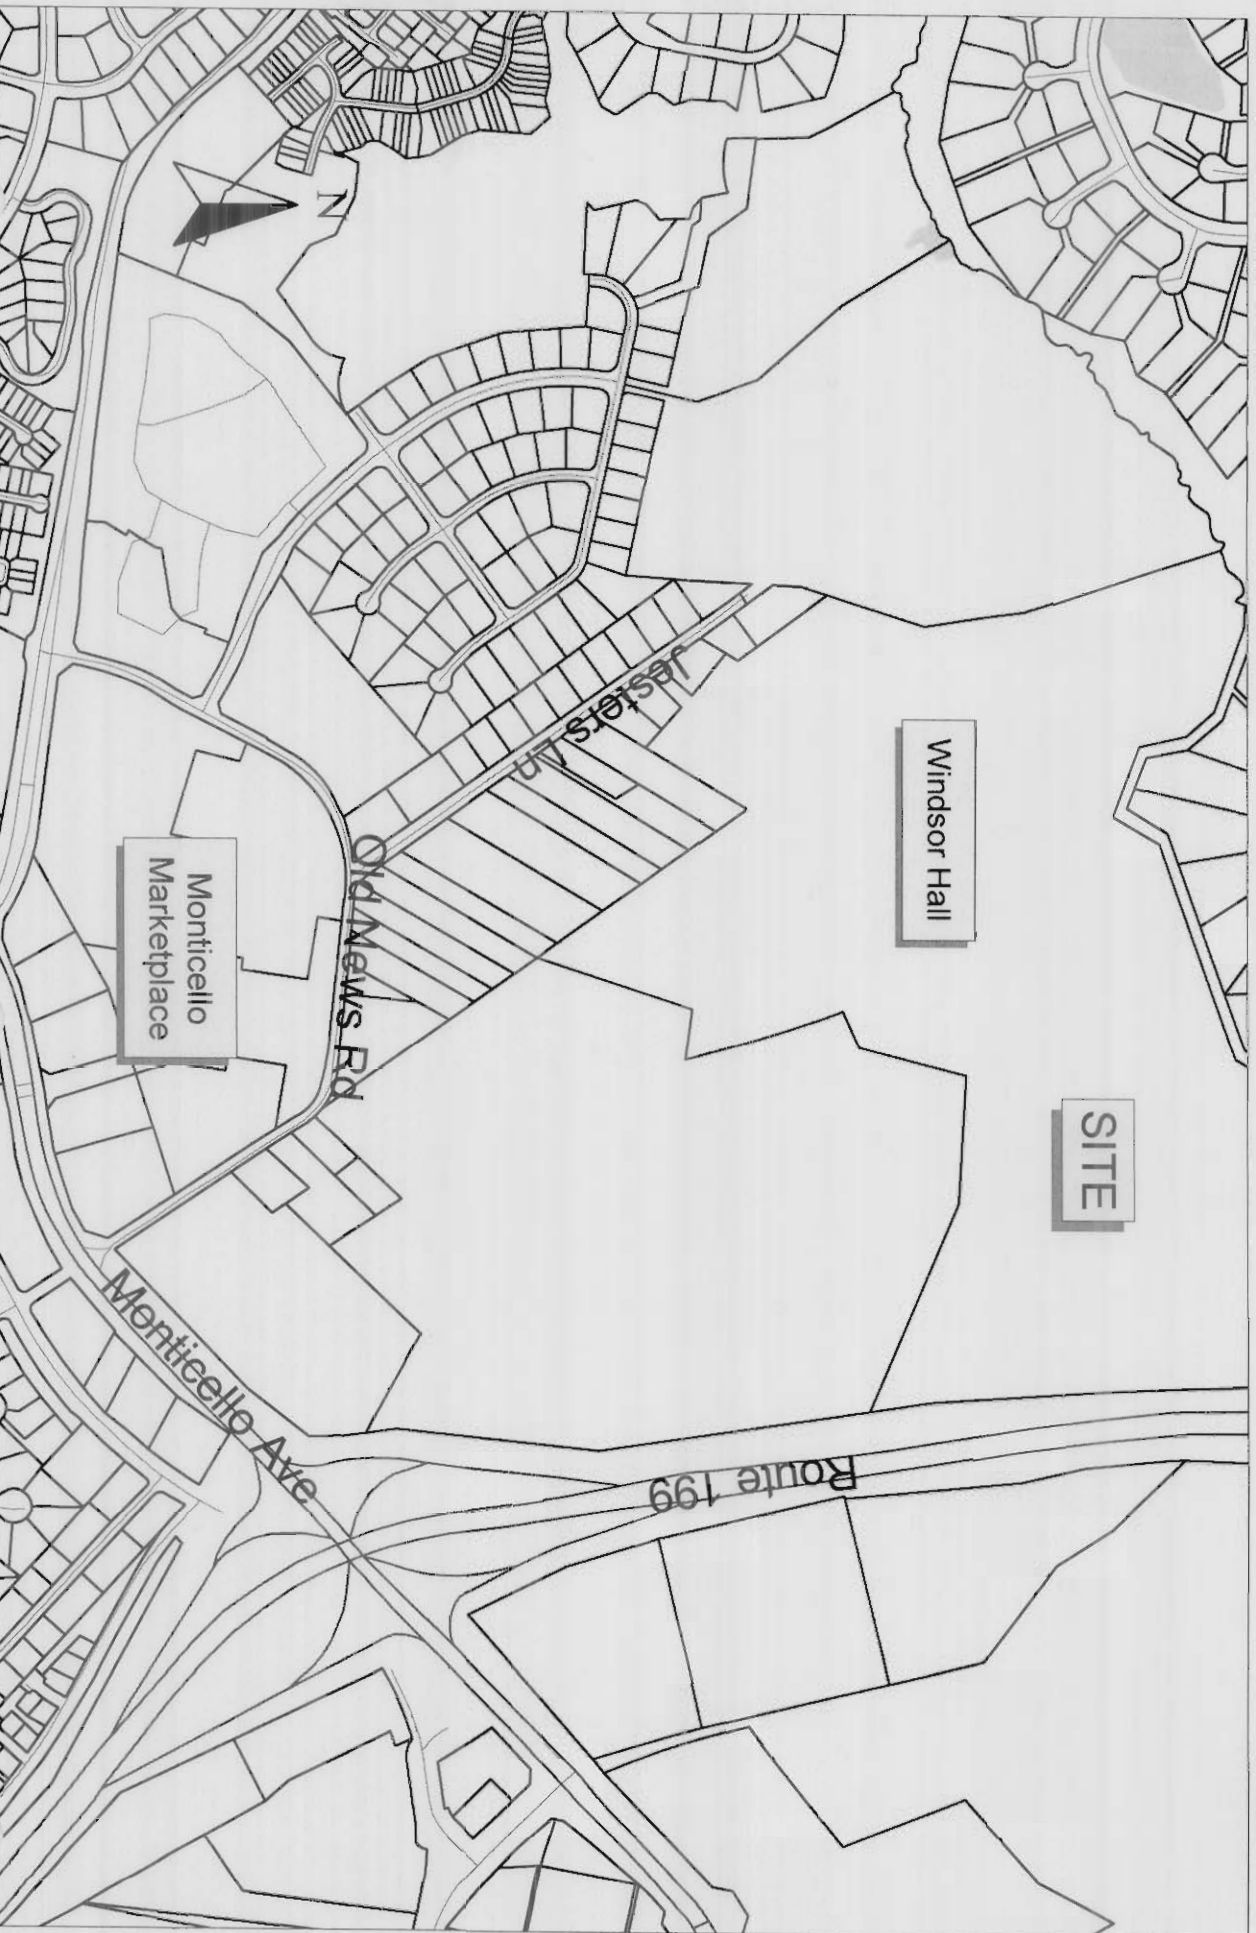 N
SITE
Windsor Hall
Jesters Ln
Old News Rd
Monticello
Marketplace
Route 199
Monticello Ave